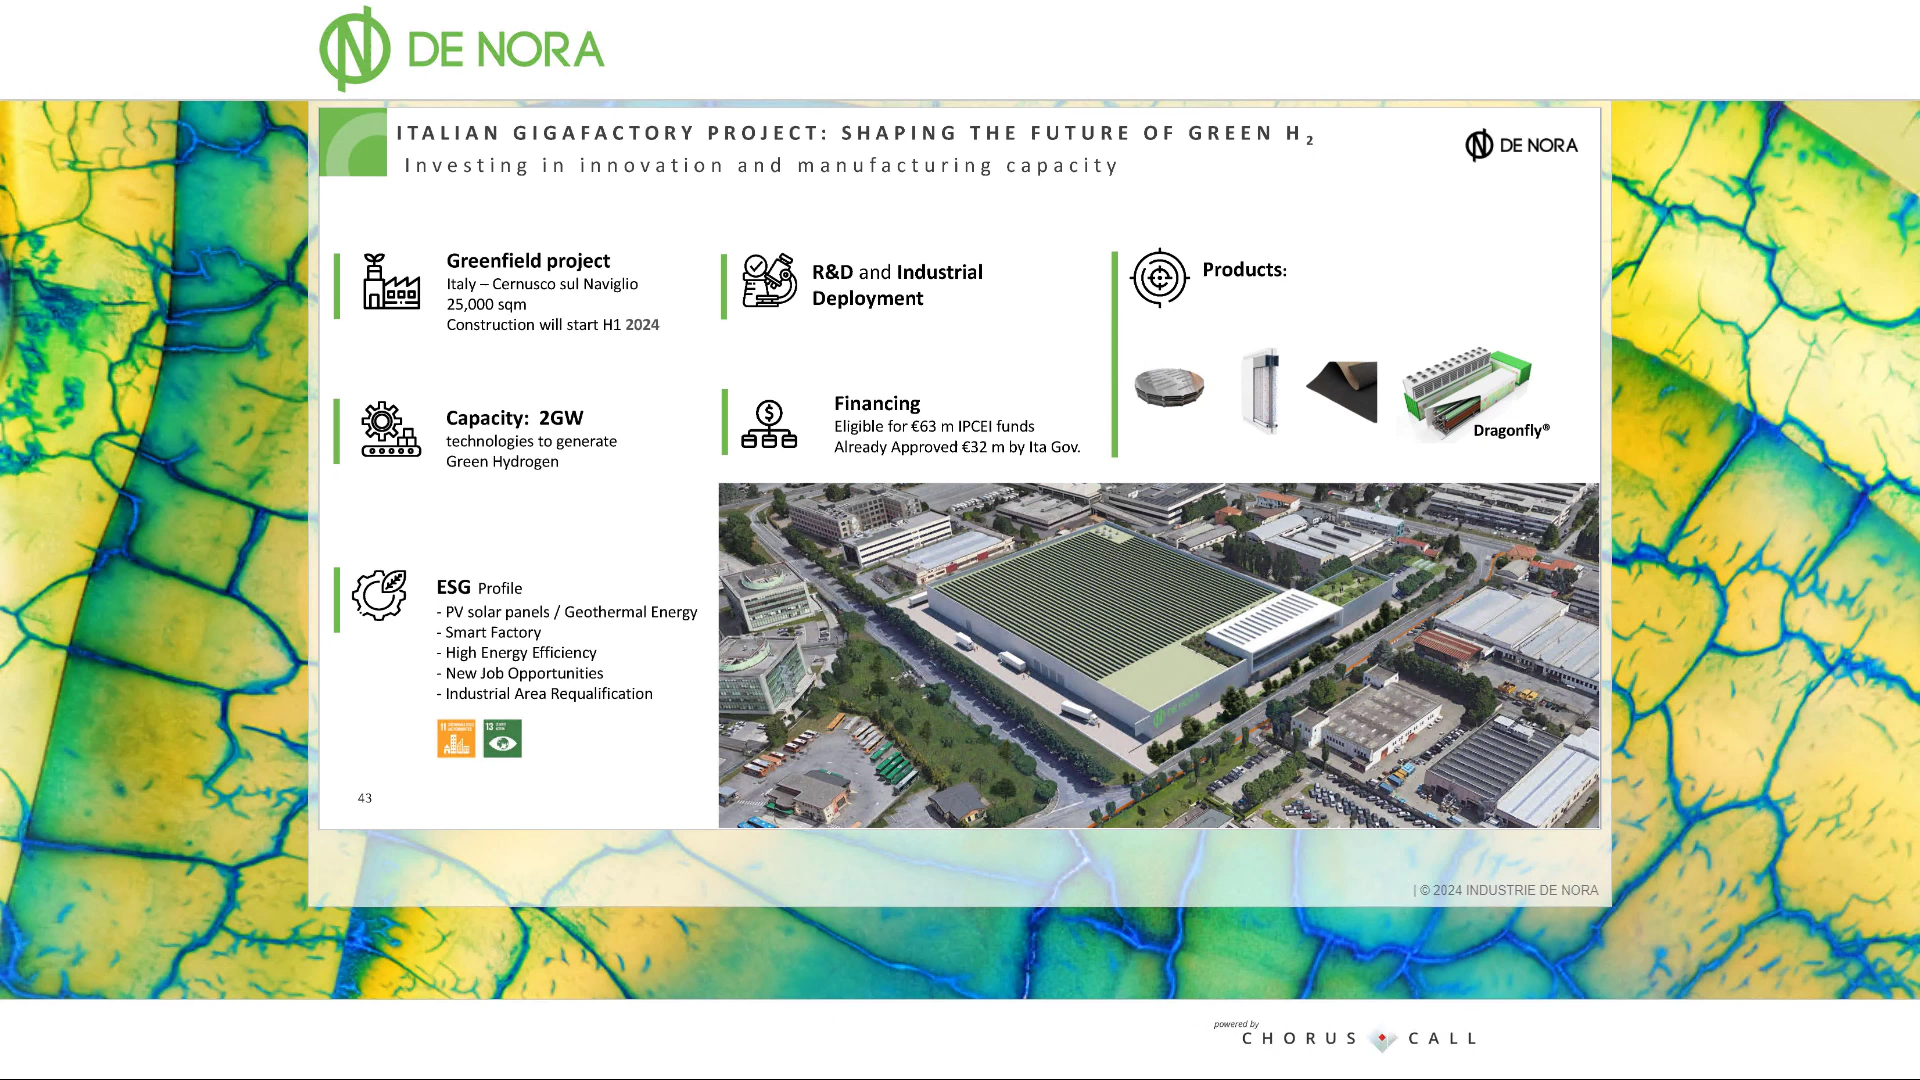 DE NORA
ITALIAN GIGAFACTORY PROJECT: SHAPING THE FUTURE OF GREEN H2
Investing in innovation and manufacturing capacity
DE NORA
Greenfield project
Italy – Cernusco sul Naviglio
25,000 sqm
Construction will start H1 2024
Capacity: 2GW
technologies to generate
Green Hydrogen
ESG Profile
- PV solar panels / Geothermal Energy
- Smart Factory
- High Energy Efficiency
- New Job Opportunities
- Industrial Area Requalification
11
13
43
R&D and Industrial
Deployment
Financing
Eligible for €63 m IPCEI funds
Already Approved €32 m by Ita Gov.
Products:
Dragonfly®
DE NORA
| © 2024 INDUSTRIE DE NORA
powered by
CHORUS CALL